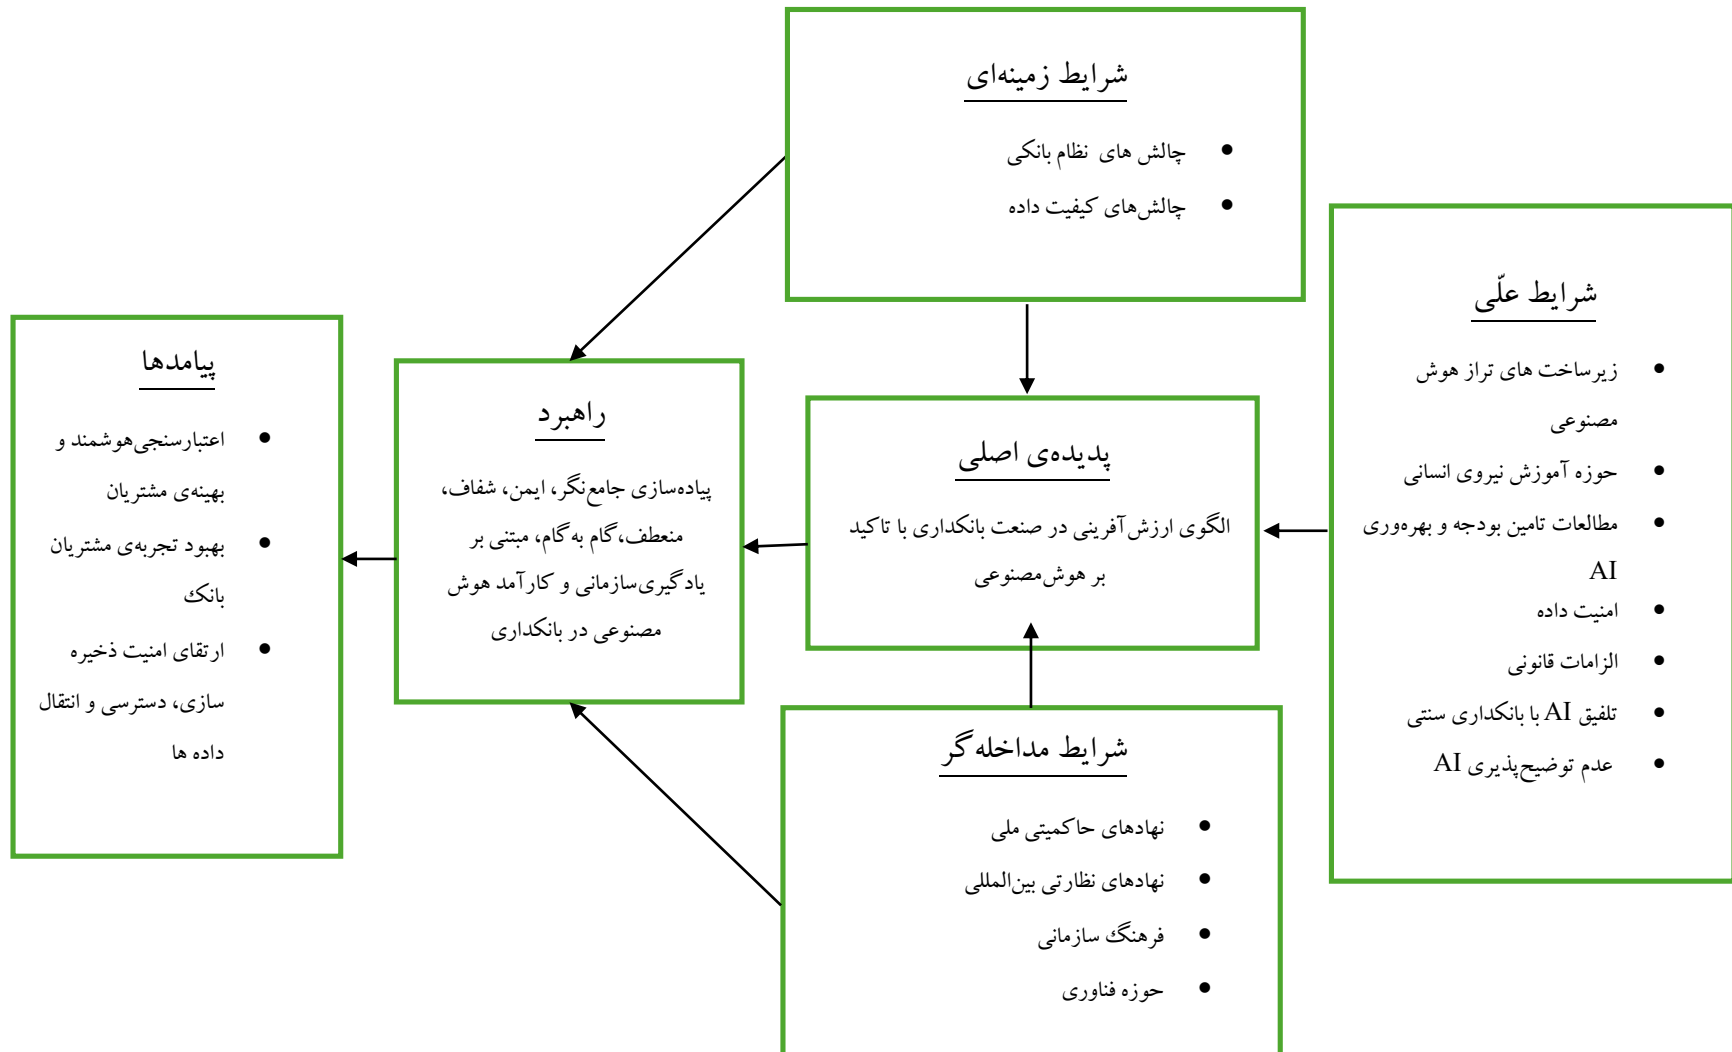 شرایط زمینه‌ای
• چالش های نظام بانکی
• چالش‌های کیفیت داده
شرایط علّی
• زیرساخت های تراز هوش
مصنوعی
• حوزه آموزش نیروی انسانی
• مطالعات تامین بودجه و بهره‌وری
AI
• امنیت داده
• الزامات قانونی
• تلفیق AI با بانکداری سنتی
• عدم توضیح‌پذیری AI
پدیده‌ی اصلی
الگوی ارزش‌آفرینی در صنعت بانکداری با تاکید
بر هوش‌مصنوعی
شرایط مداخله‌گر
• نهادهای حاکمیتی ملی
• نهادهای نظارتی بین‌المللی
• فرهنگ سازمانی
• حوزه فناوری
راهبرد
پیاده‌سازی جامع‌نگر، ایمن، شفاف،
منعطف،گام به گام، مبتنی بر
یادگیری‌سازمانی و کارآمد هوش
مصنوعی در بانکداری
پیامدها
• اعتبارسنجی‌هوشمند و
بهینه‌ی مشتریان
• بهبود تجربه‌ی مشتریان
بانک
• ارتقای امنیت ذخیره
سازی، دسترسی و انتقال
داده ها